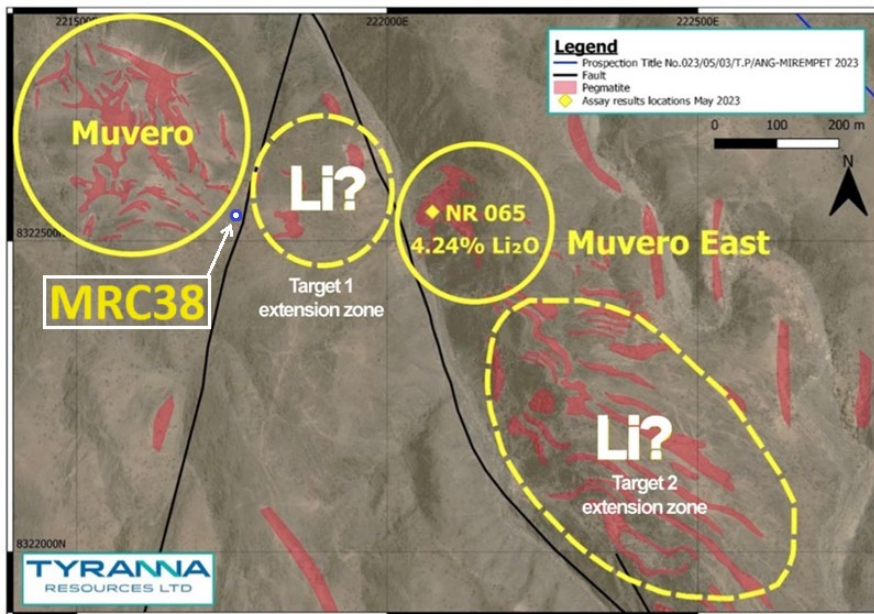 221500E
222000E
222500E
Legend
Prospection Title No.023/05/03/T.P/ANG-MIREMPET 2023
Fault
Pegmatite
Assay results locations May 2023
0 100 200 m
N
Muvero
Li?
NR 065
4.24% Li₂O
Muvero East
8322500N
MRC38
Target 1
extension zone
Li?
Target 2
extension zone
8322000N
TYRANNA
RESOURCES LTD